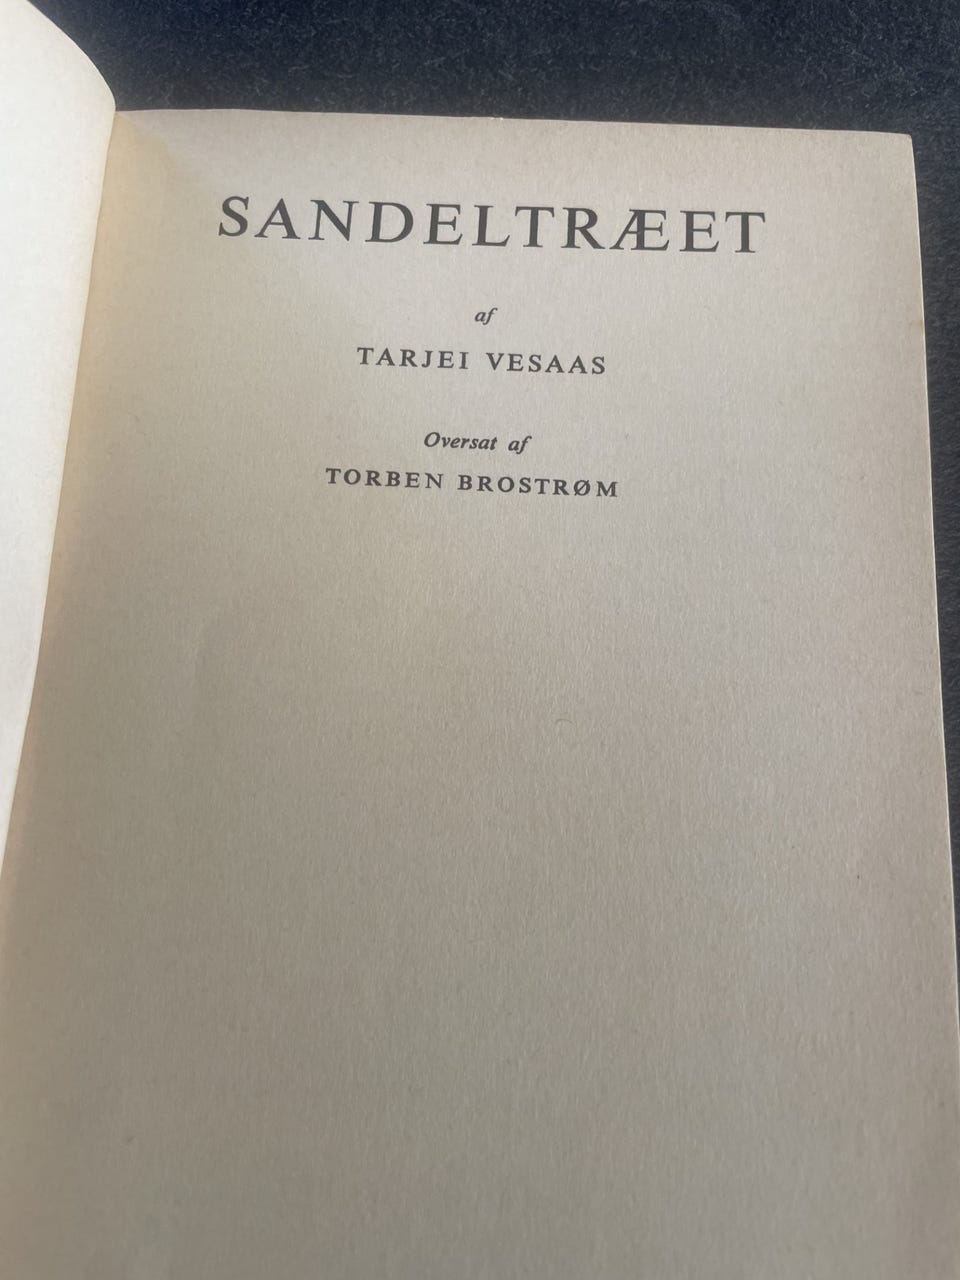 SANDELTRÆET
af
TARJEI VESAAS
Oversat af
TORBEN BROSTRØM